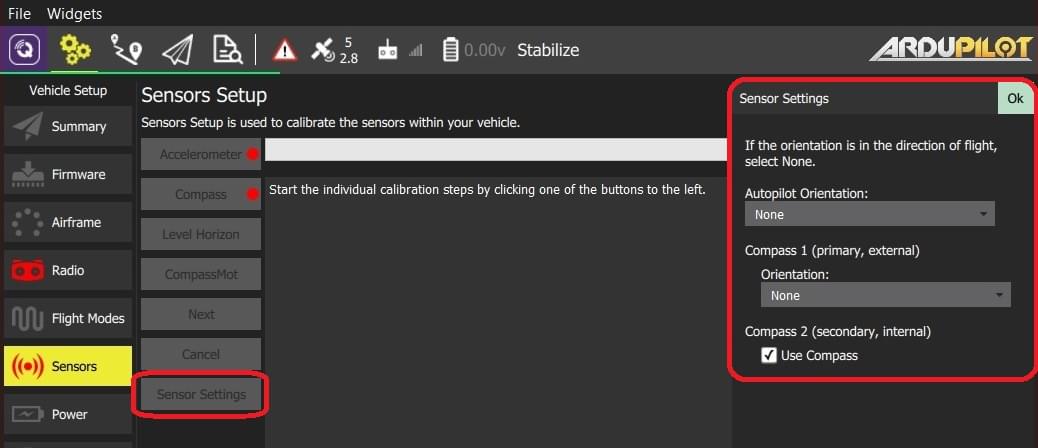 File Widgets
5
2.8
0.00v Stabilize
ARDUPILOT
Vehicle Setup
Summary
Firmware
Airframe
Radio
Flight Modes
Sensors
Power
Sensors Setup
Sensors Setup is used to calibrate the sensors within your vehicle.
Accelerometer
Compass
Level Horizon
CompassMot
Next
Cancel
Sensor Settings
Start the individual calibration steps by clicking one of the buttons to the left.
Sensor Settings
Ok
If the orientation is in the direction of flight,
select None.
Autopilot Orientation:
None
Compass 1 (primary, external)
Orientation:
None
Compass 2 (secondary, internal)
Use Compass